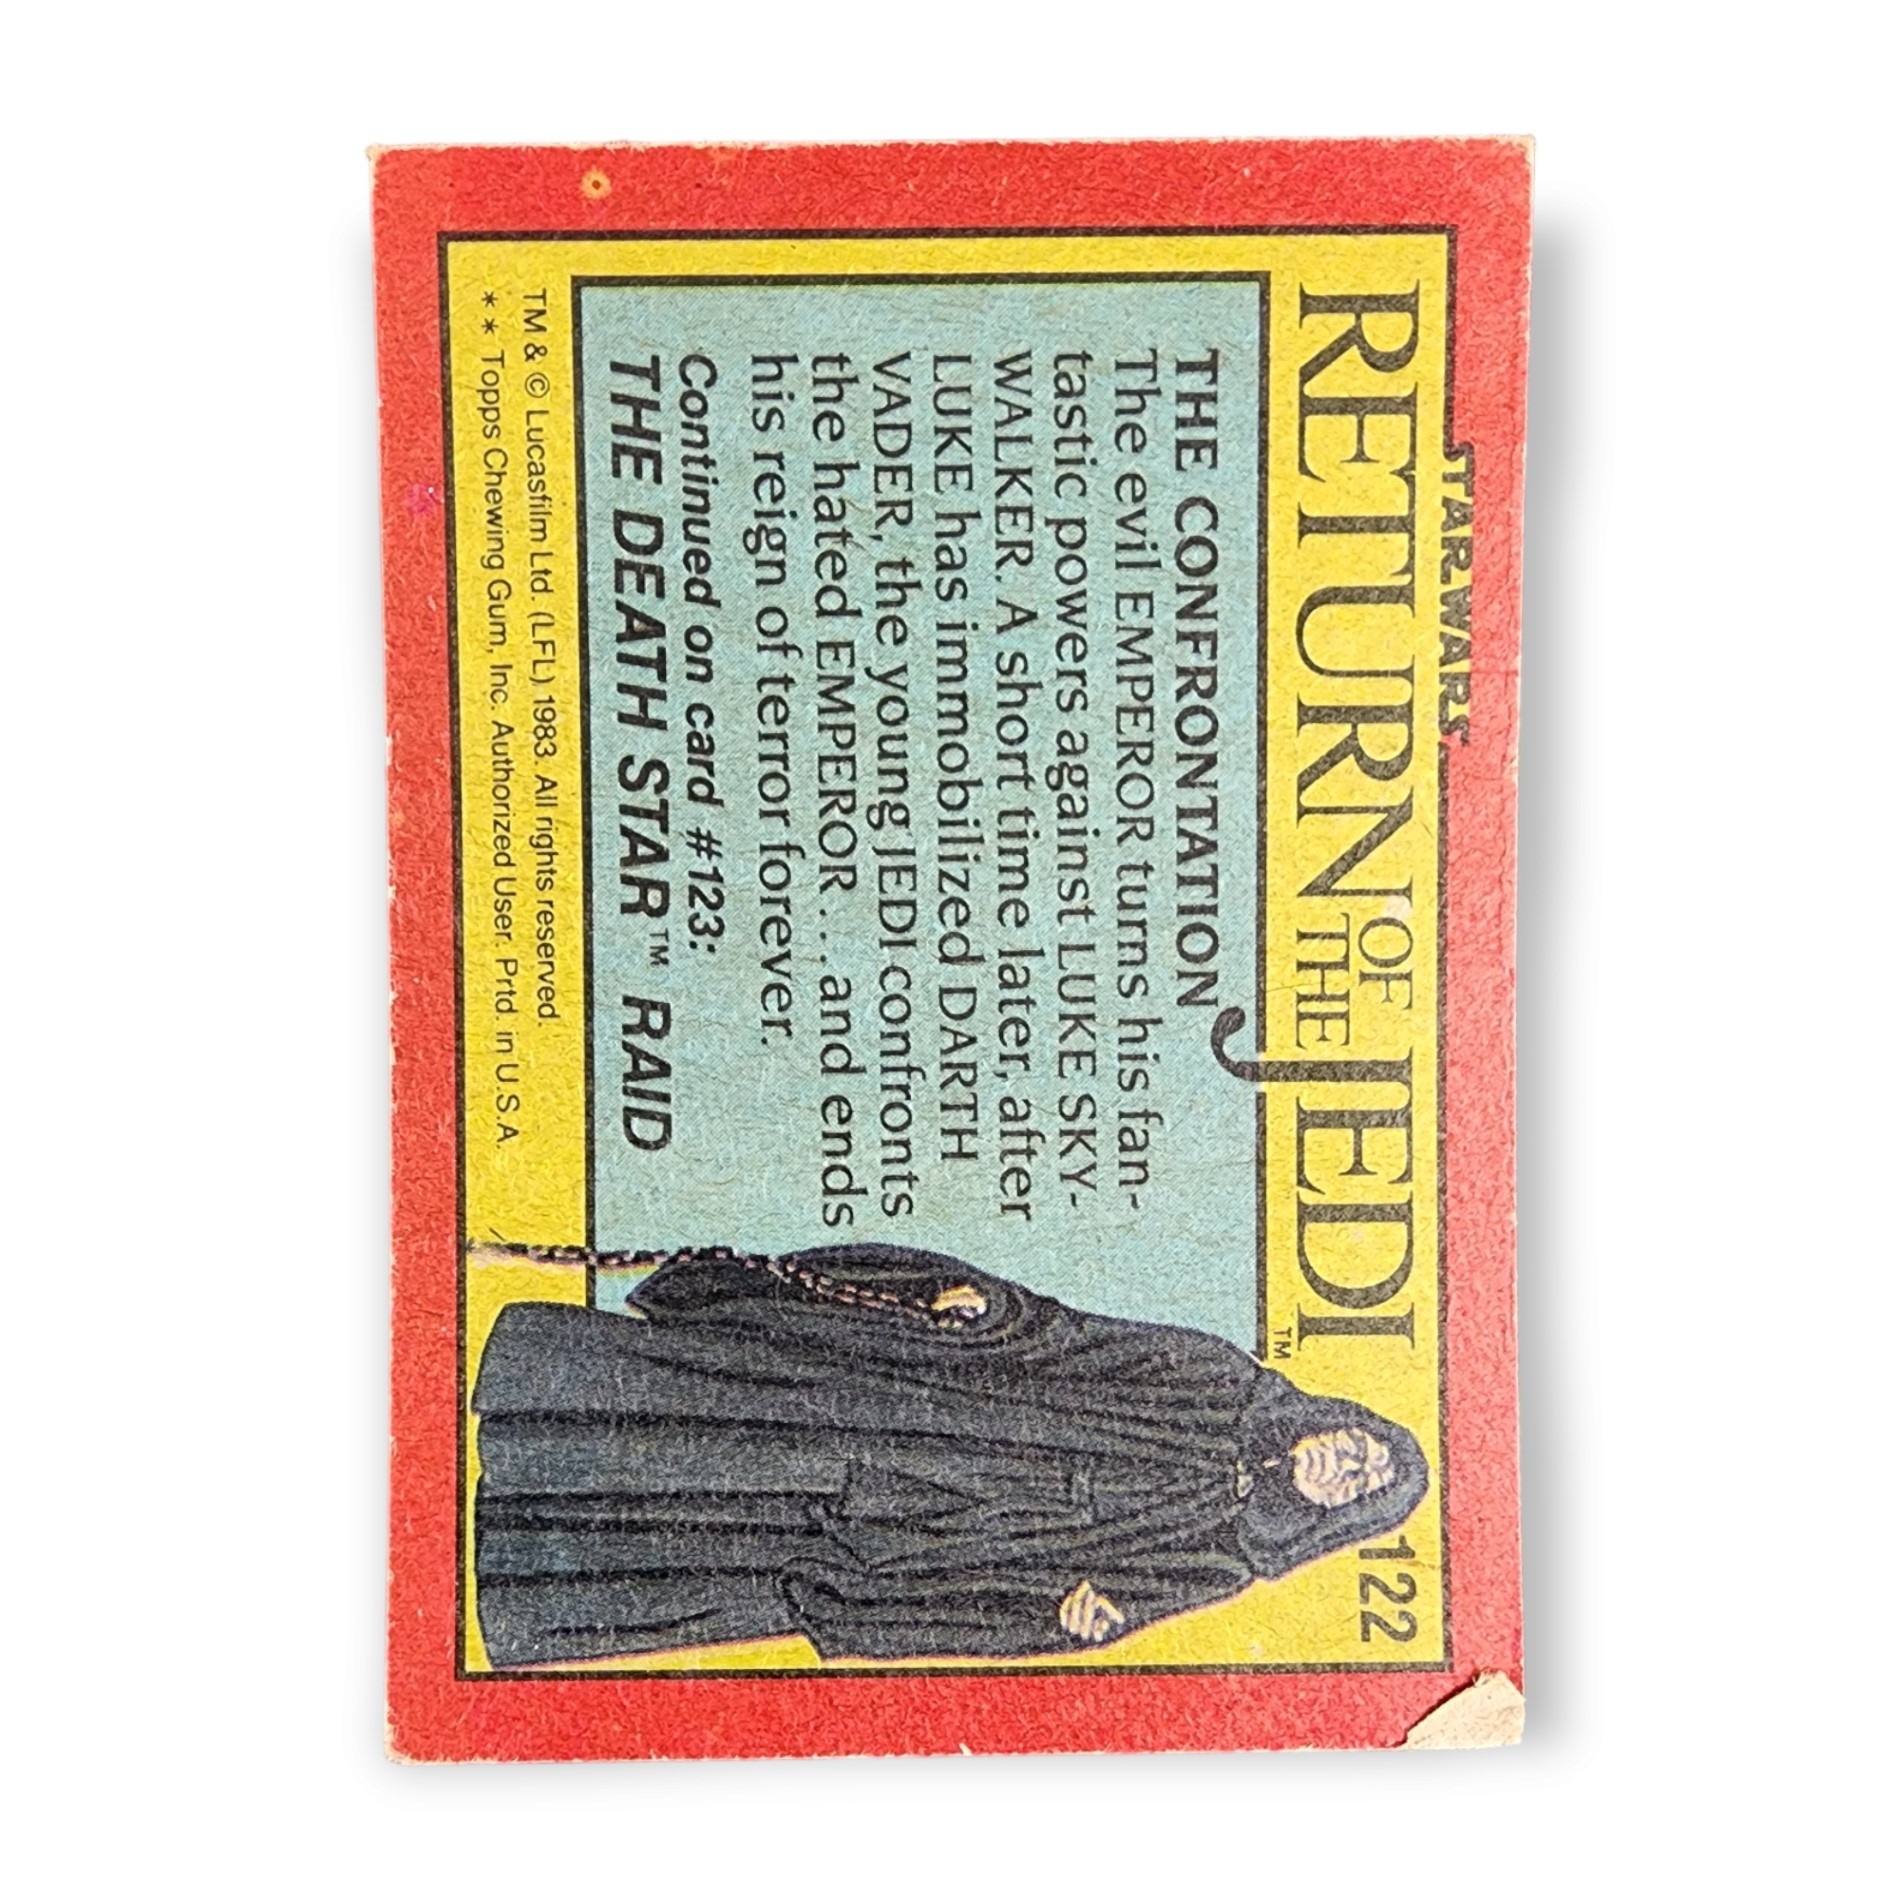 STAR WARS
RETURN OF THE JEDI™
122
THE CONFRONTATION
The evil EMPEROR turns his fan-
tastic powers against LUKE SKY-
WALKER. A short time later, after
LUKE has immobilized DARTH
VADER, the young JEDI confronts
the hated EMPEROR . . . and ends
his reign of terror forever.
Continued on card #123:
THE DEATH STAR™ RAID
TM & © Lucasfilm Ltd. (LFL) 1983. All rights reserved.
* * Topps Chewing Gum, Inc. Authorized User. Prtd. in U.S.A.